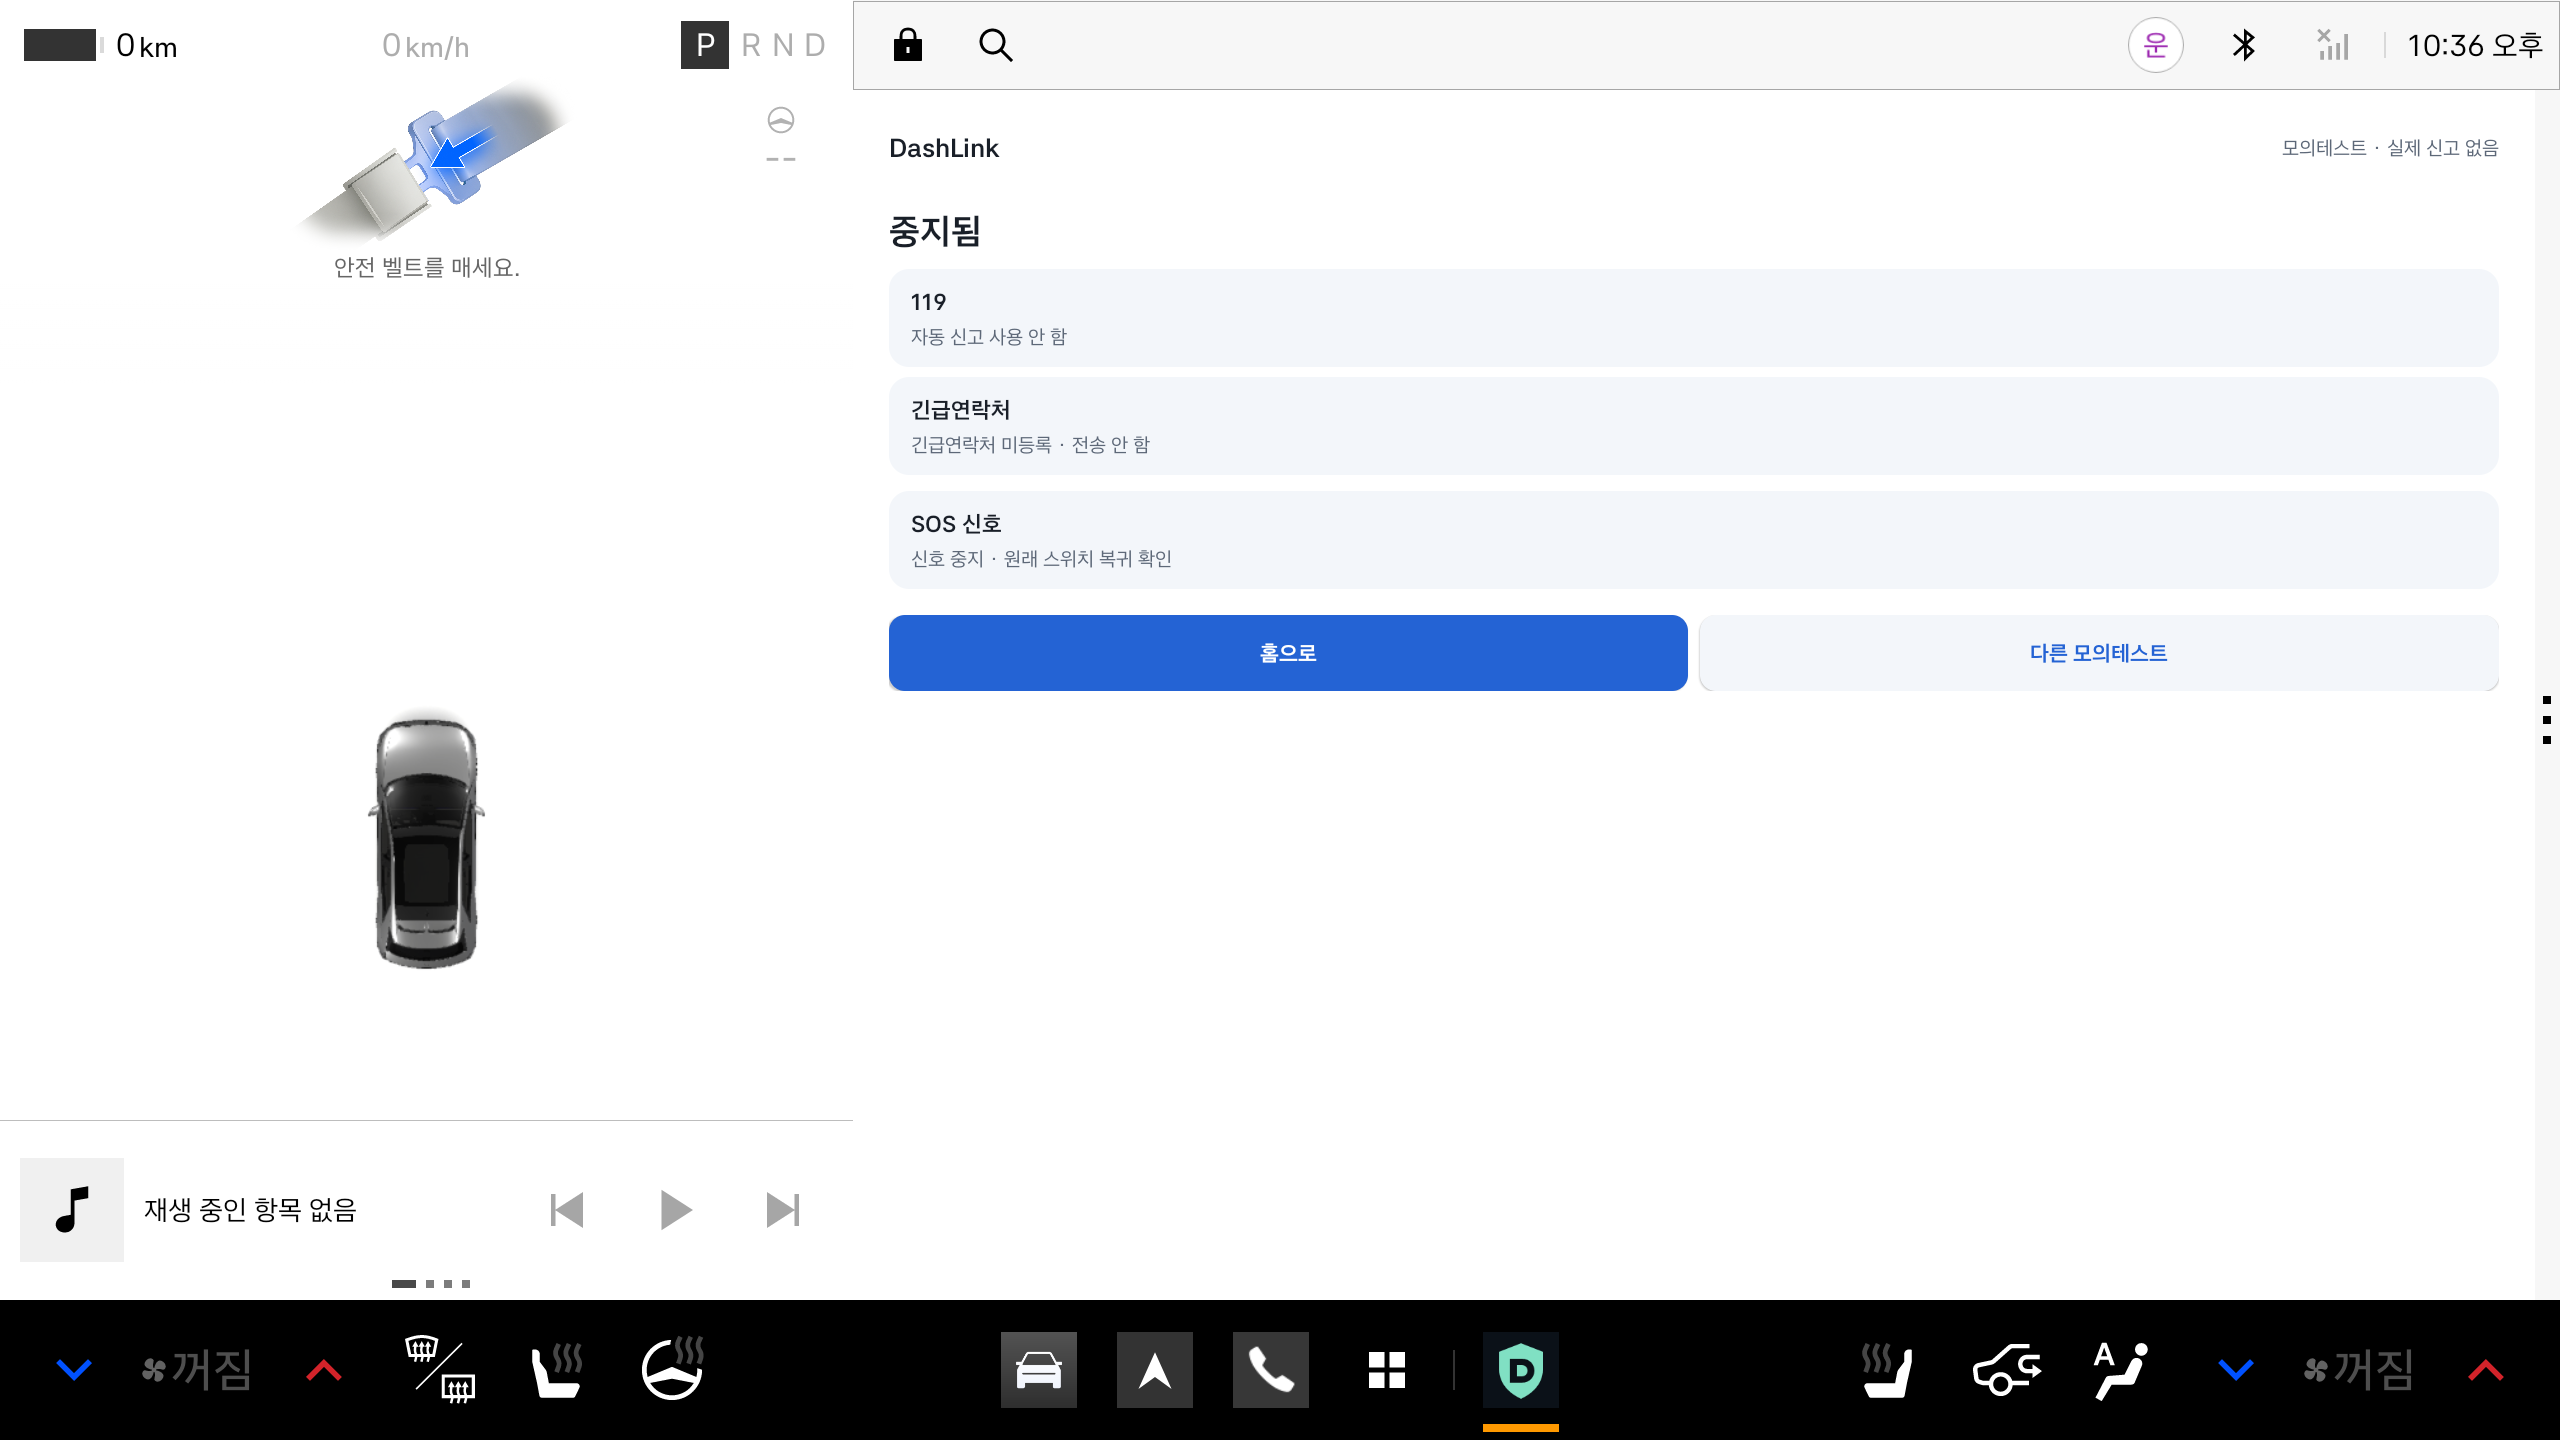 0 km
0 km/h
P R N D
안전 벨트를 매세요.
재생 중인 항목 없음
운
10:36 오후
DashLink
모의테스트 · 실제 신고 없음
중지됨
119
자동 신고 사용 안 함
긴급연락처
긴급연락처 미등록 · 전송 안 함
SOS 신호
신호 중지 · 원래 스위치 복귀 확인
홈으로
다른 모의테스트
꺼짐
D
A
꺼짐